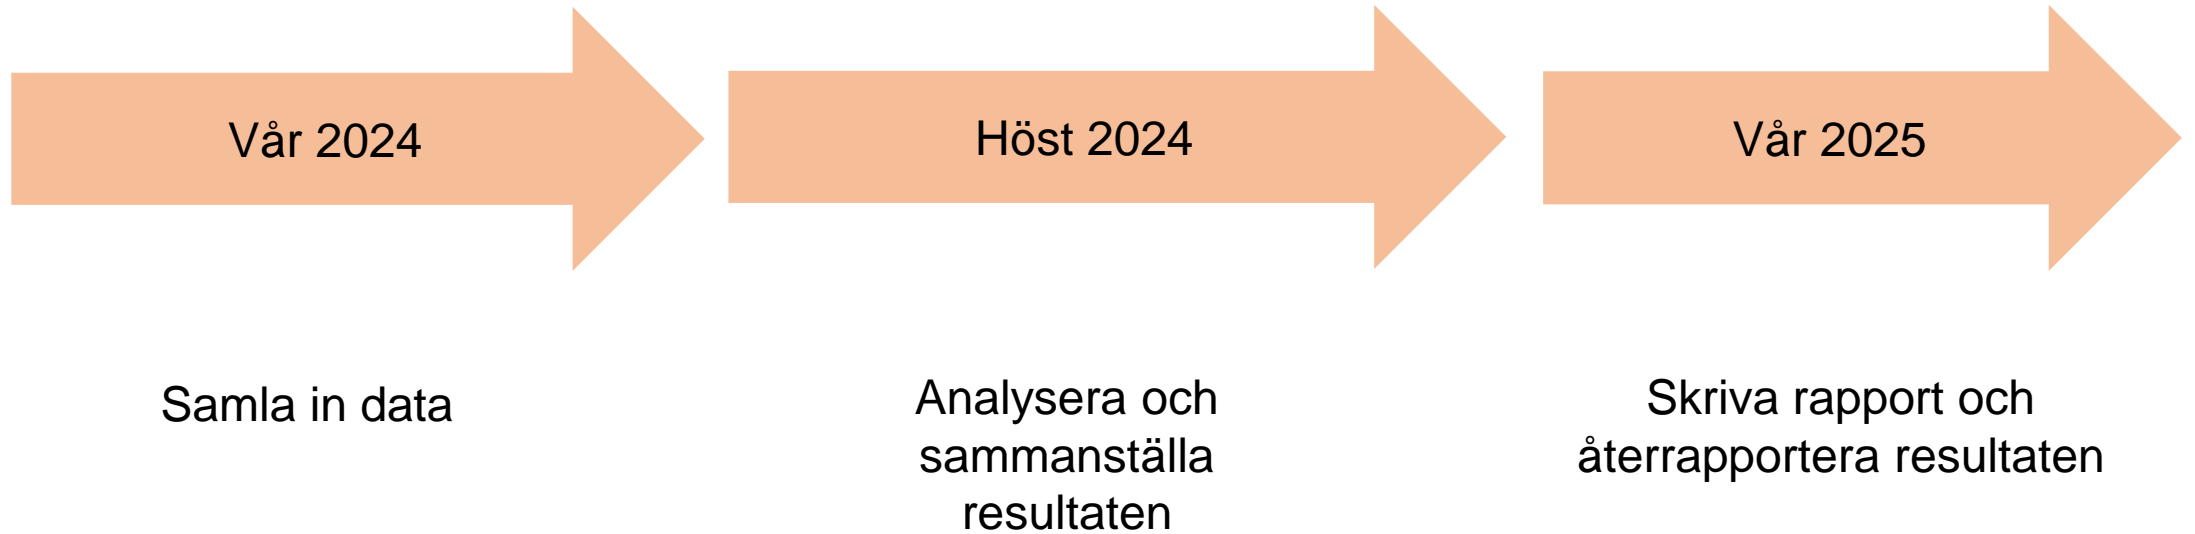 Vår 2024
Höst 2024
Vår 2025
Samla in data
Analysera och
sammanställa
resultaten
Skriva rapport och
återrapportera resultaten